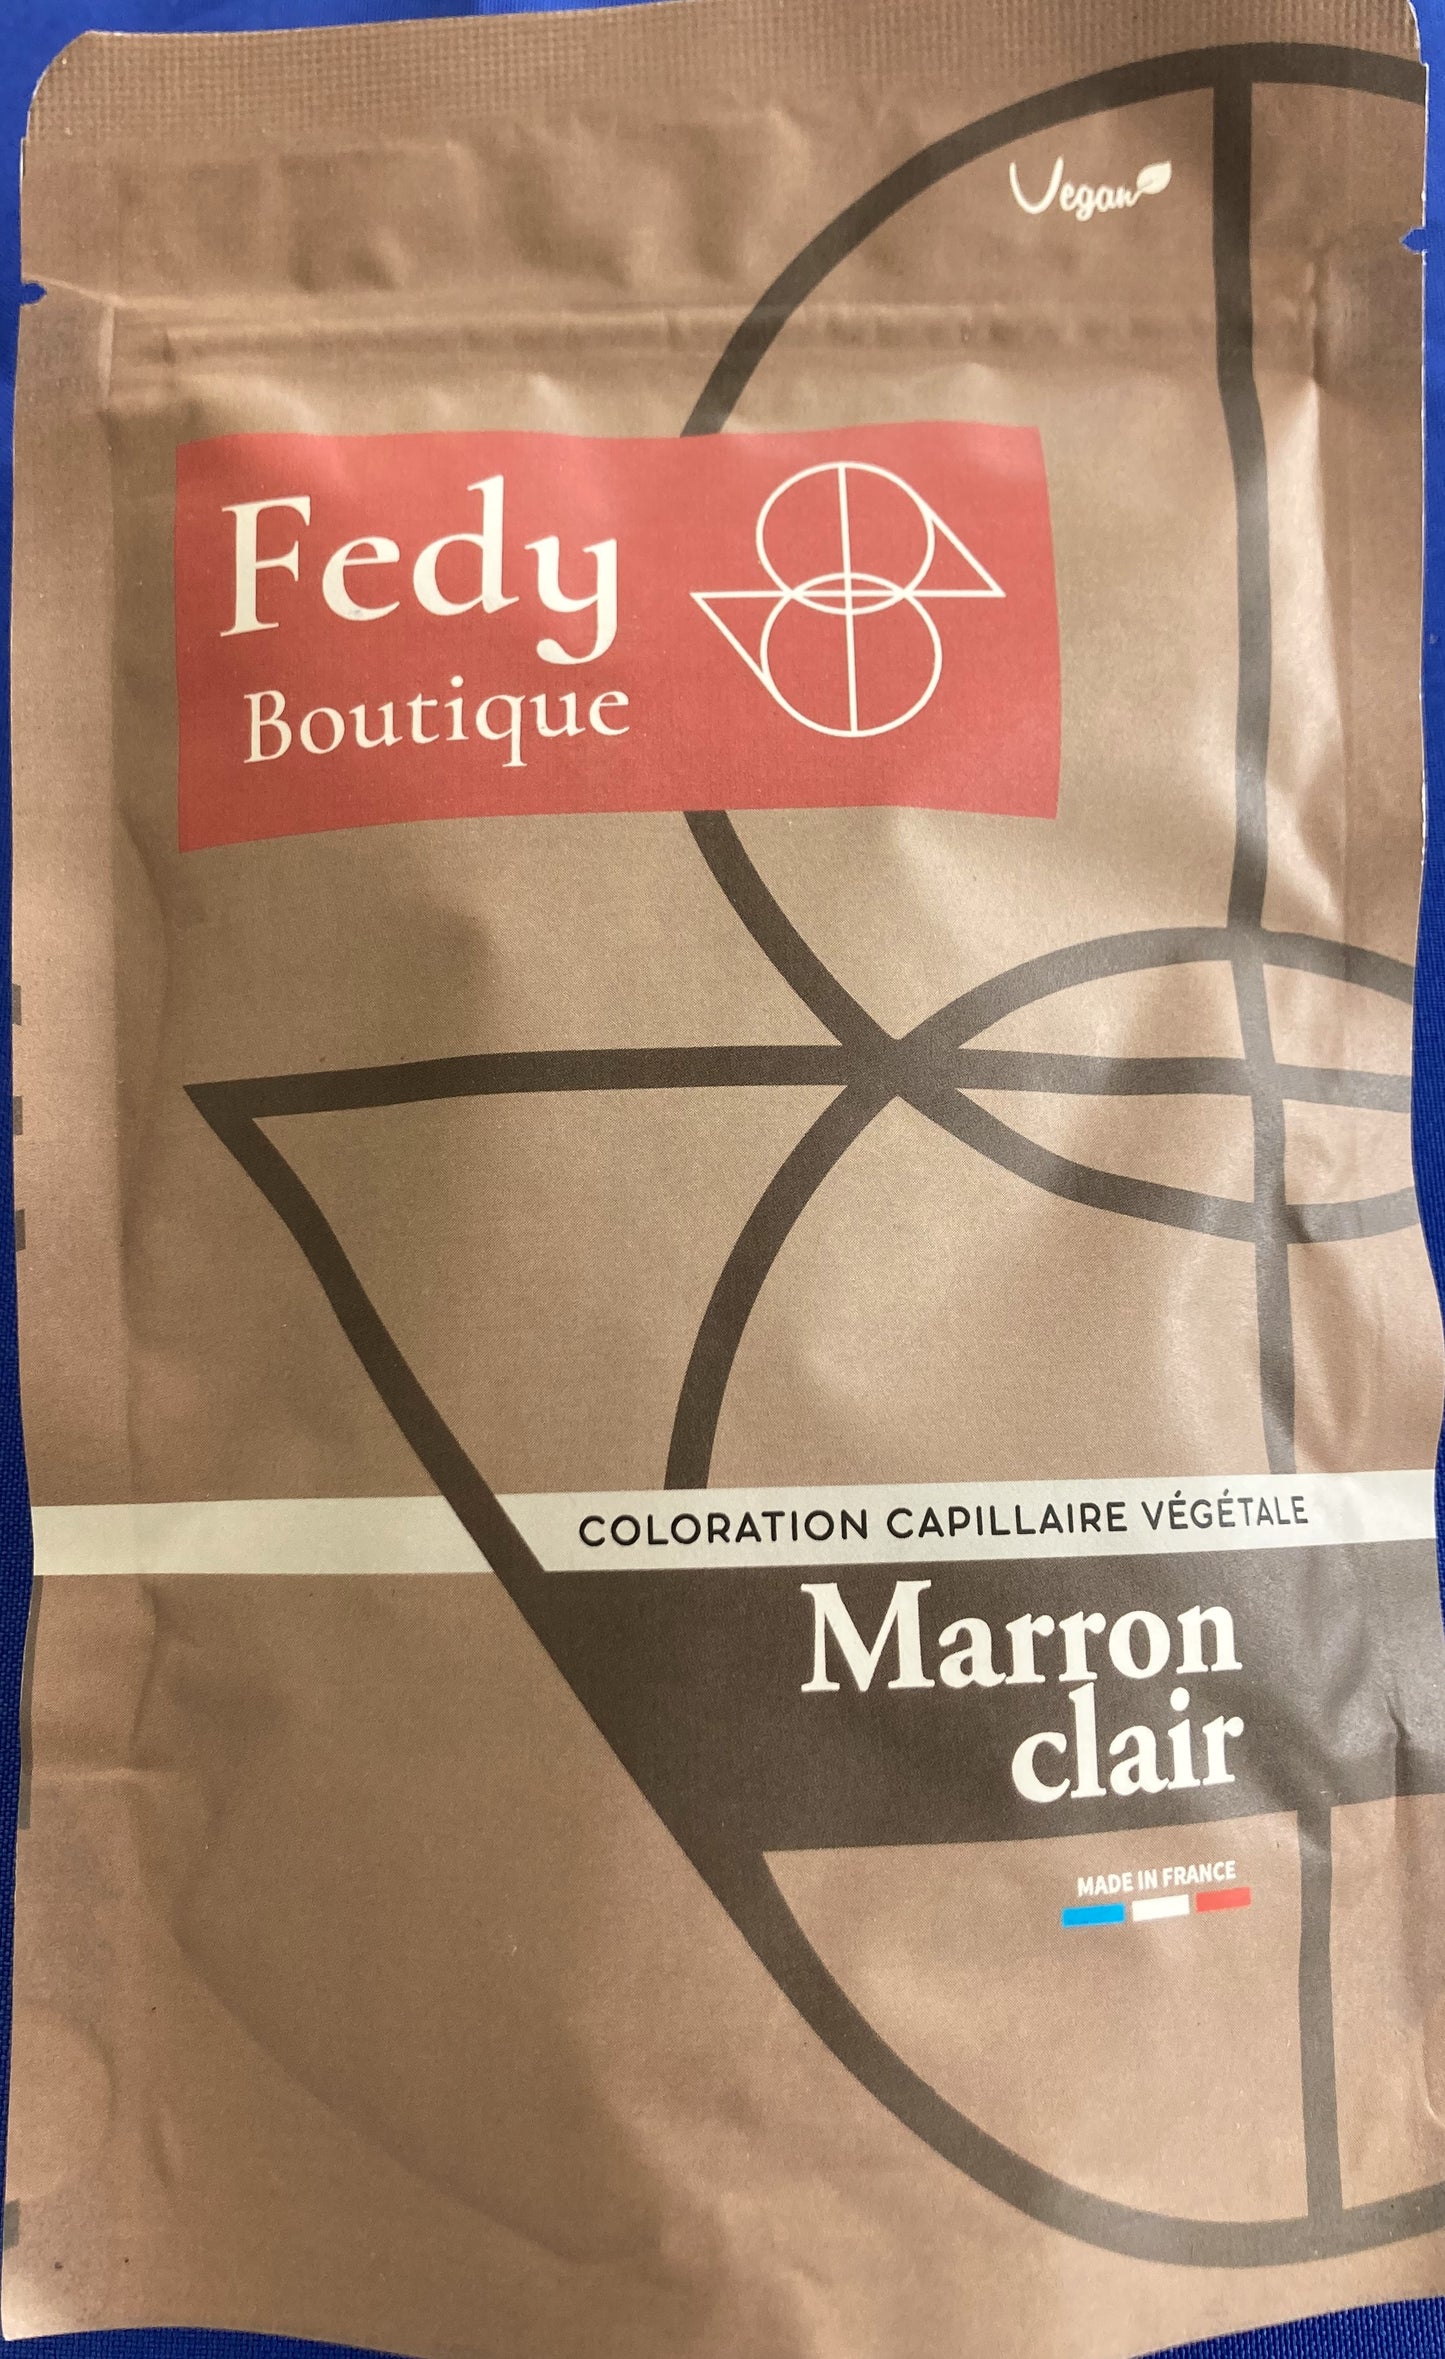 Vegan
Fedy
Boutique
COLORATION CAPILLAIRE VÉGÉTALE
Marron
clair
MADE IN FRANCE